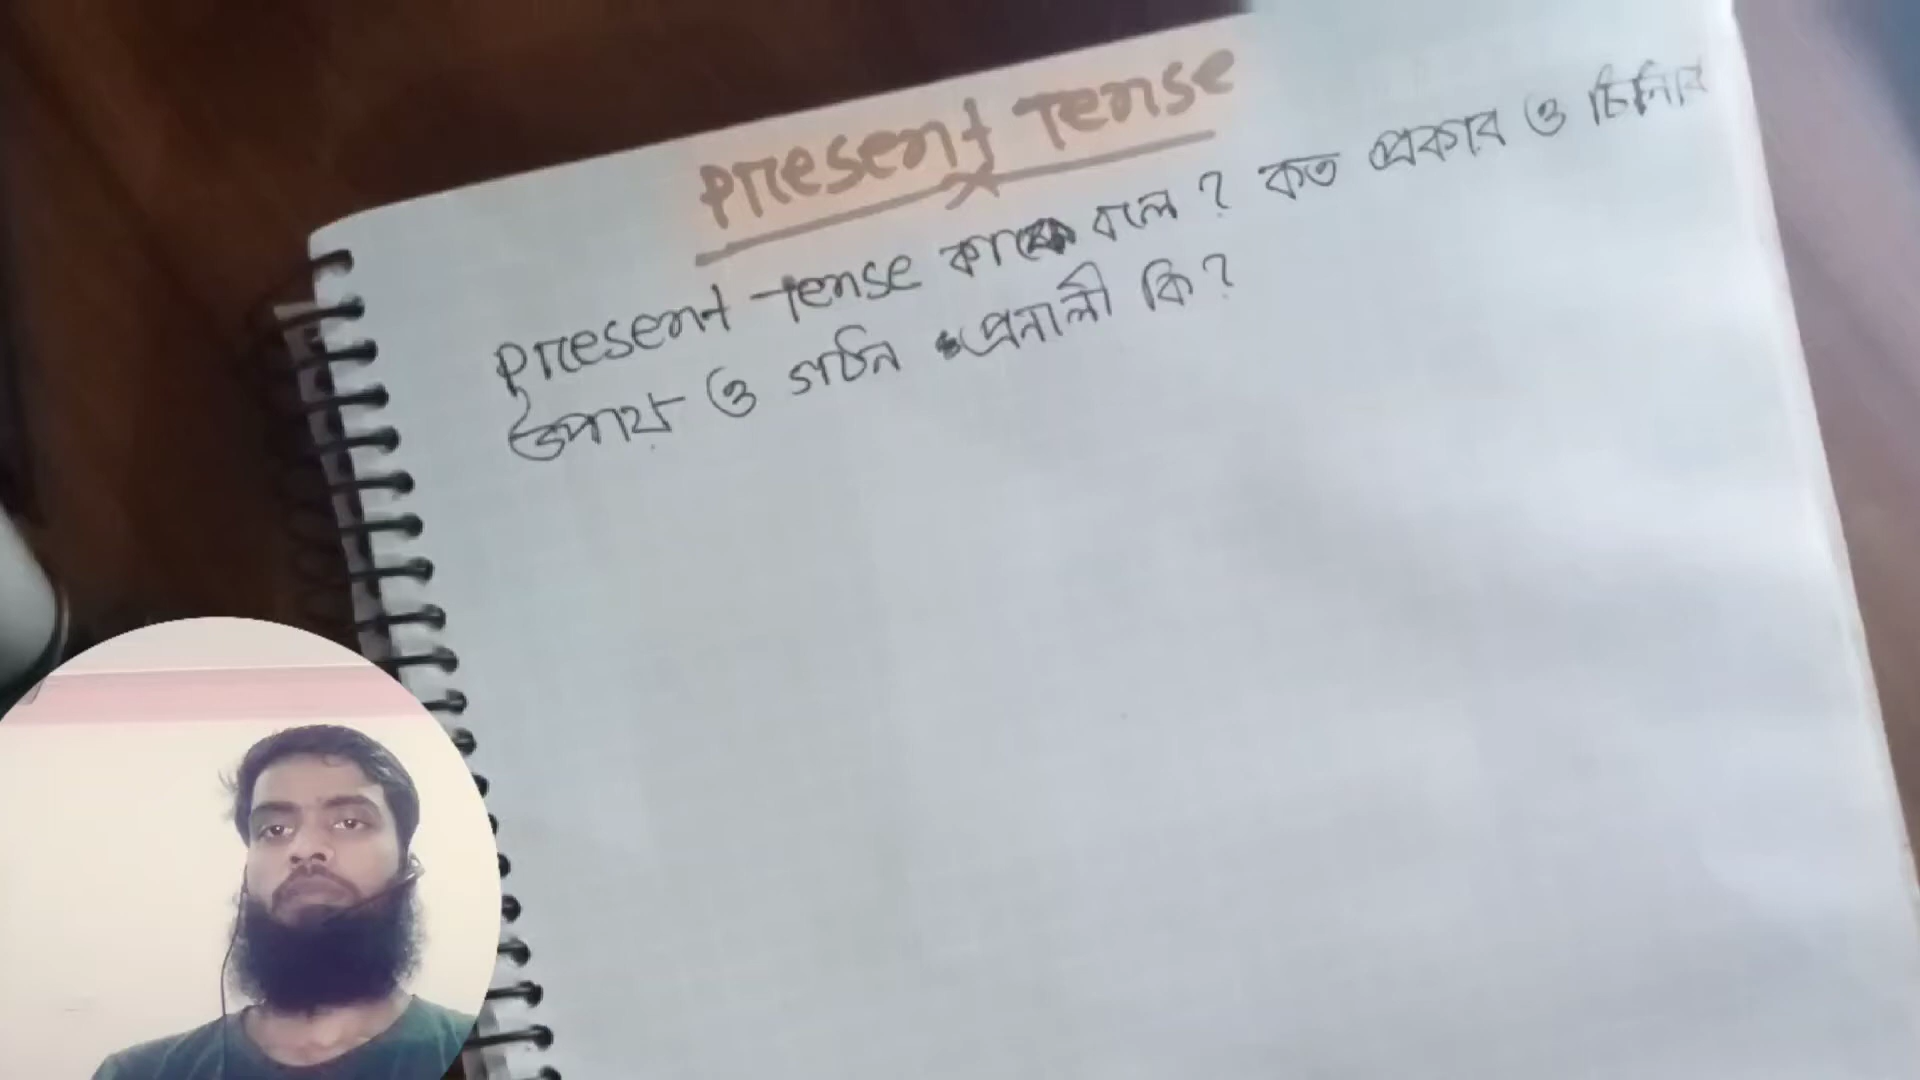 Present Tense
Present Tense কাকে বলে ? কত প্রকার ও চিনিবার
উপায় ও গঠন প্রনালী কি ?